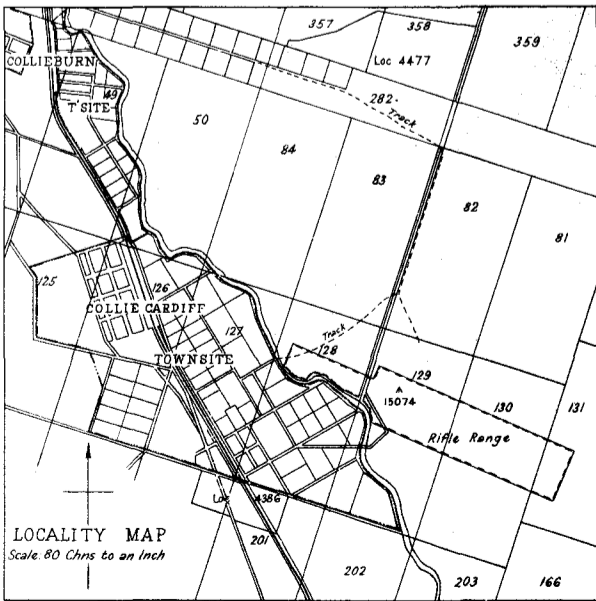 357
358
359
COLLIEBURN
Loc 4477
149
T'SITE
282
Track
50
84
83
82
81
125
126
COLLIE CARDIFF
127
Track
128
TOWNSITE
129
15074
130
131
Rifle Range
Loc 4386
LOCALITY MAP
Scale: 80 Chns to an Inch
201
202
203
166